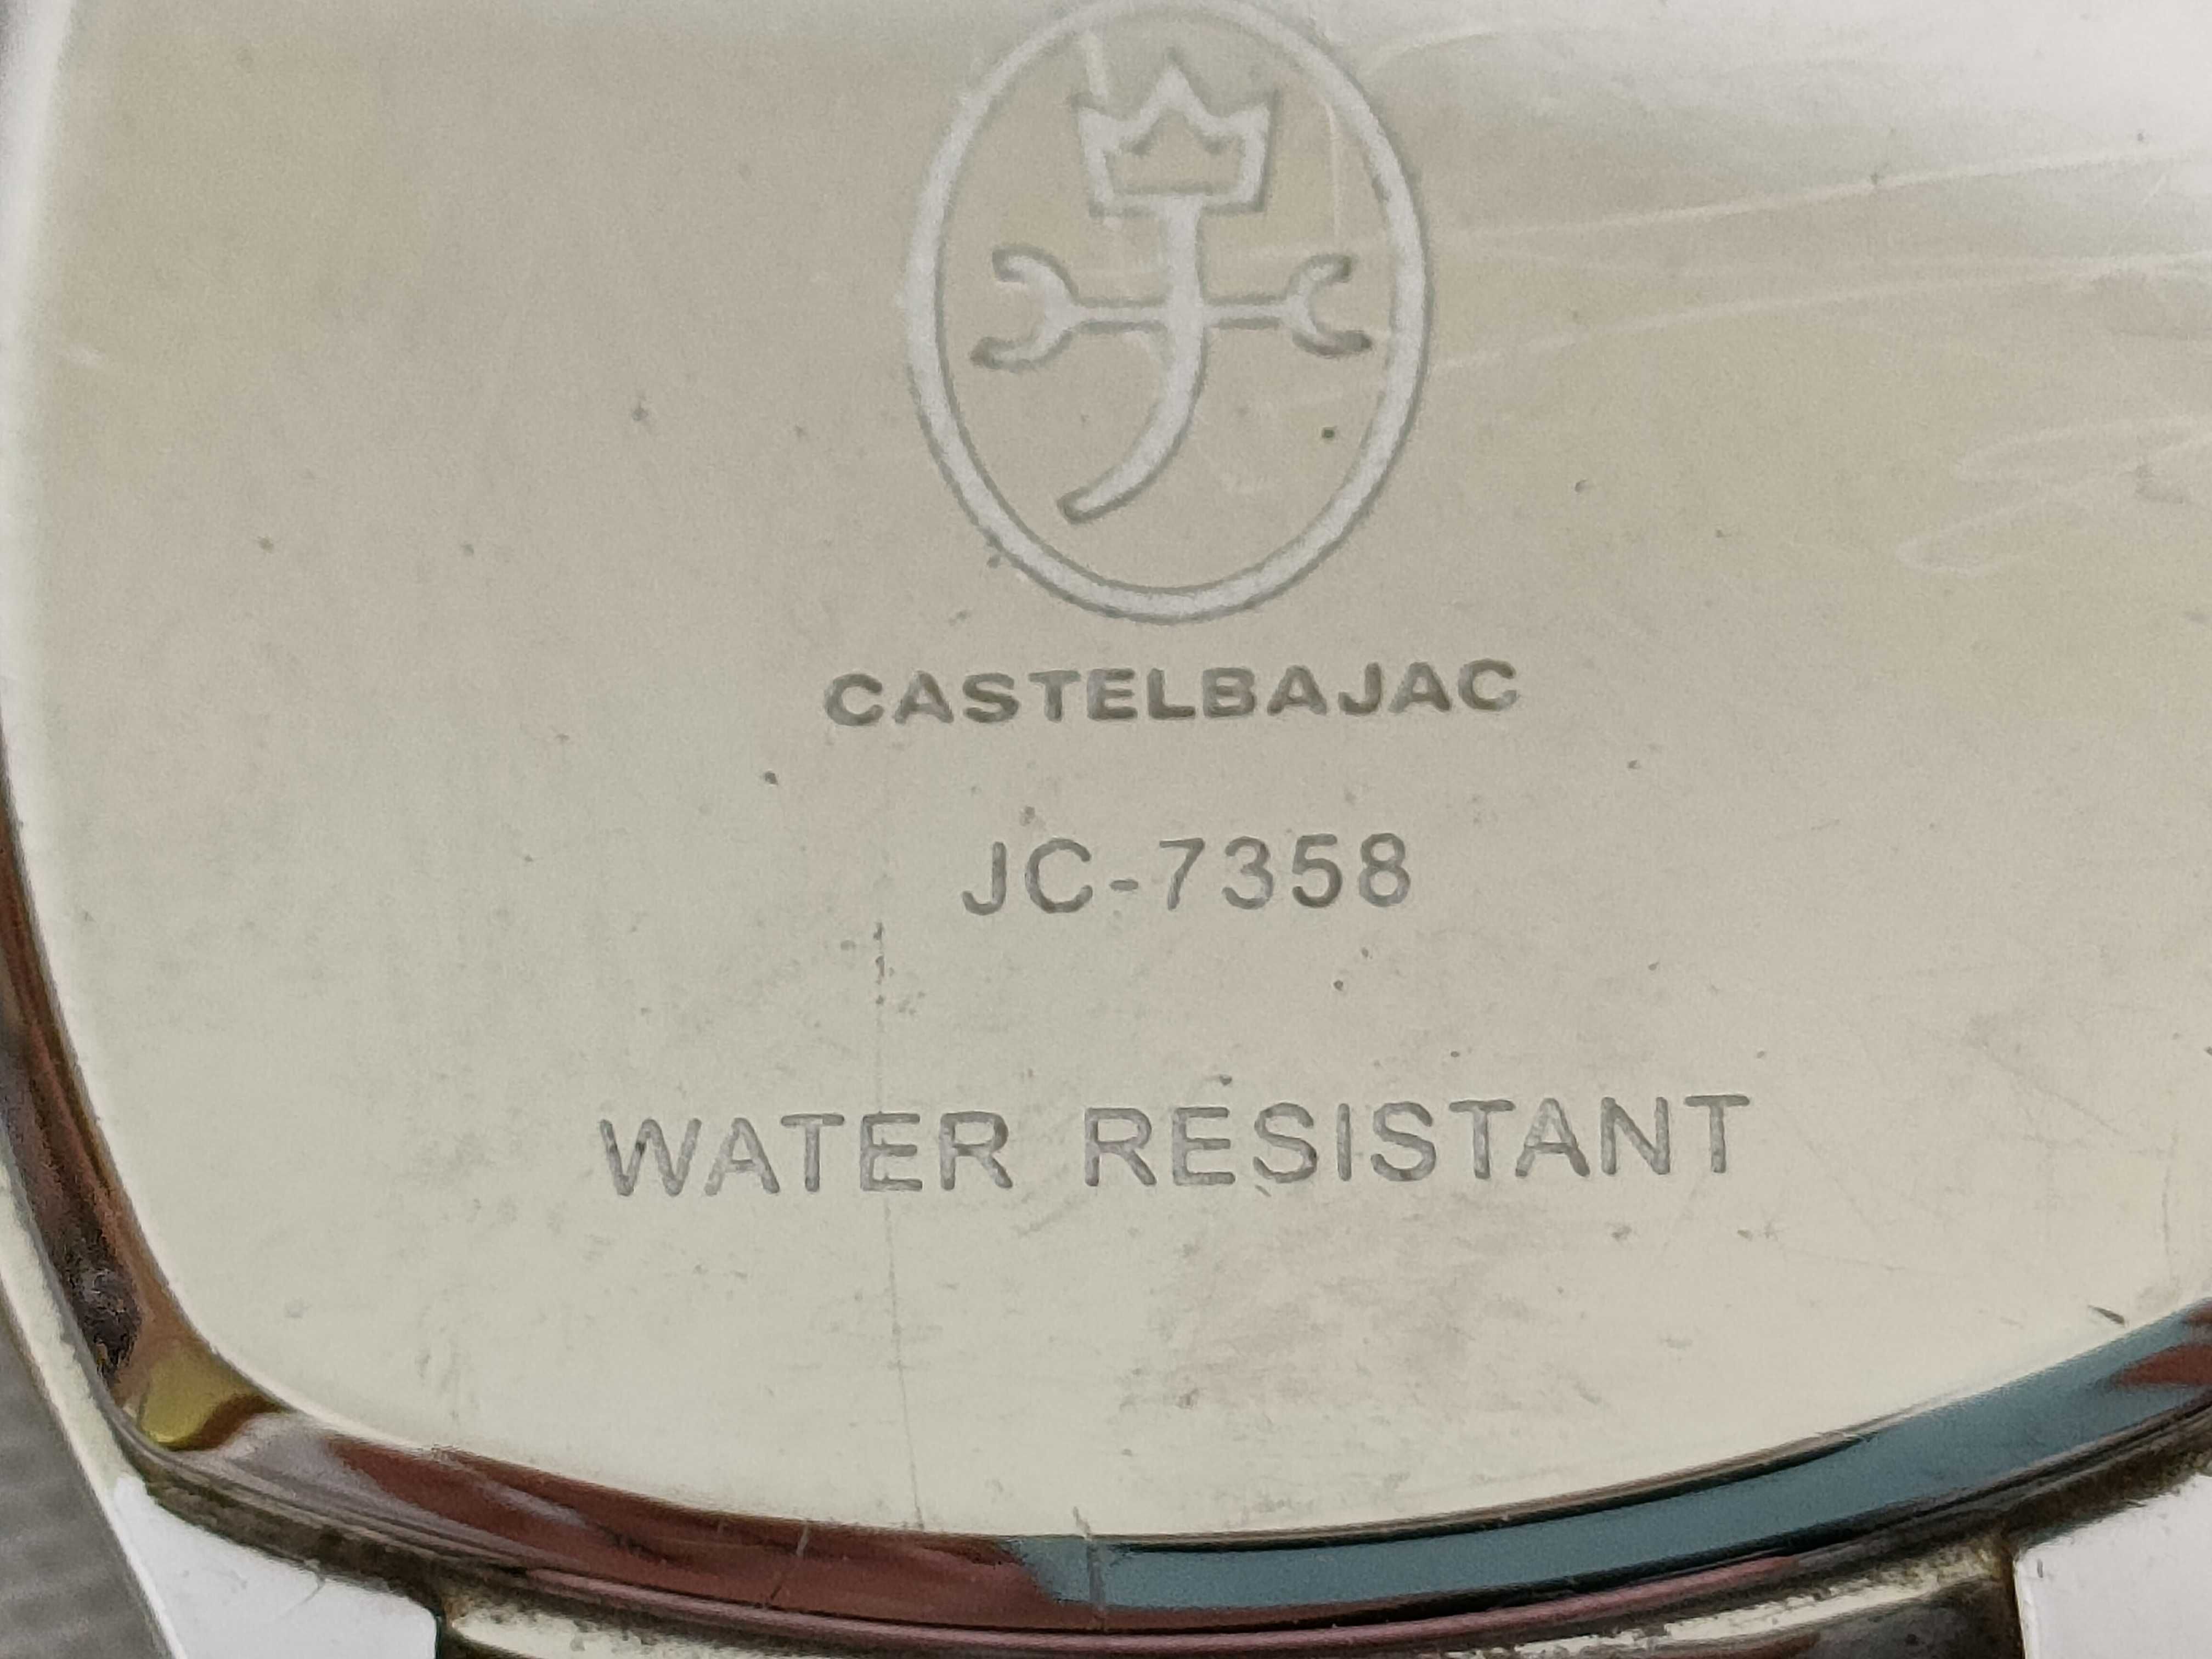 CASTELBAJAC
JC-7358
WATER RESISTANT